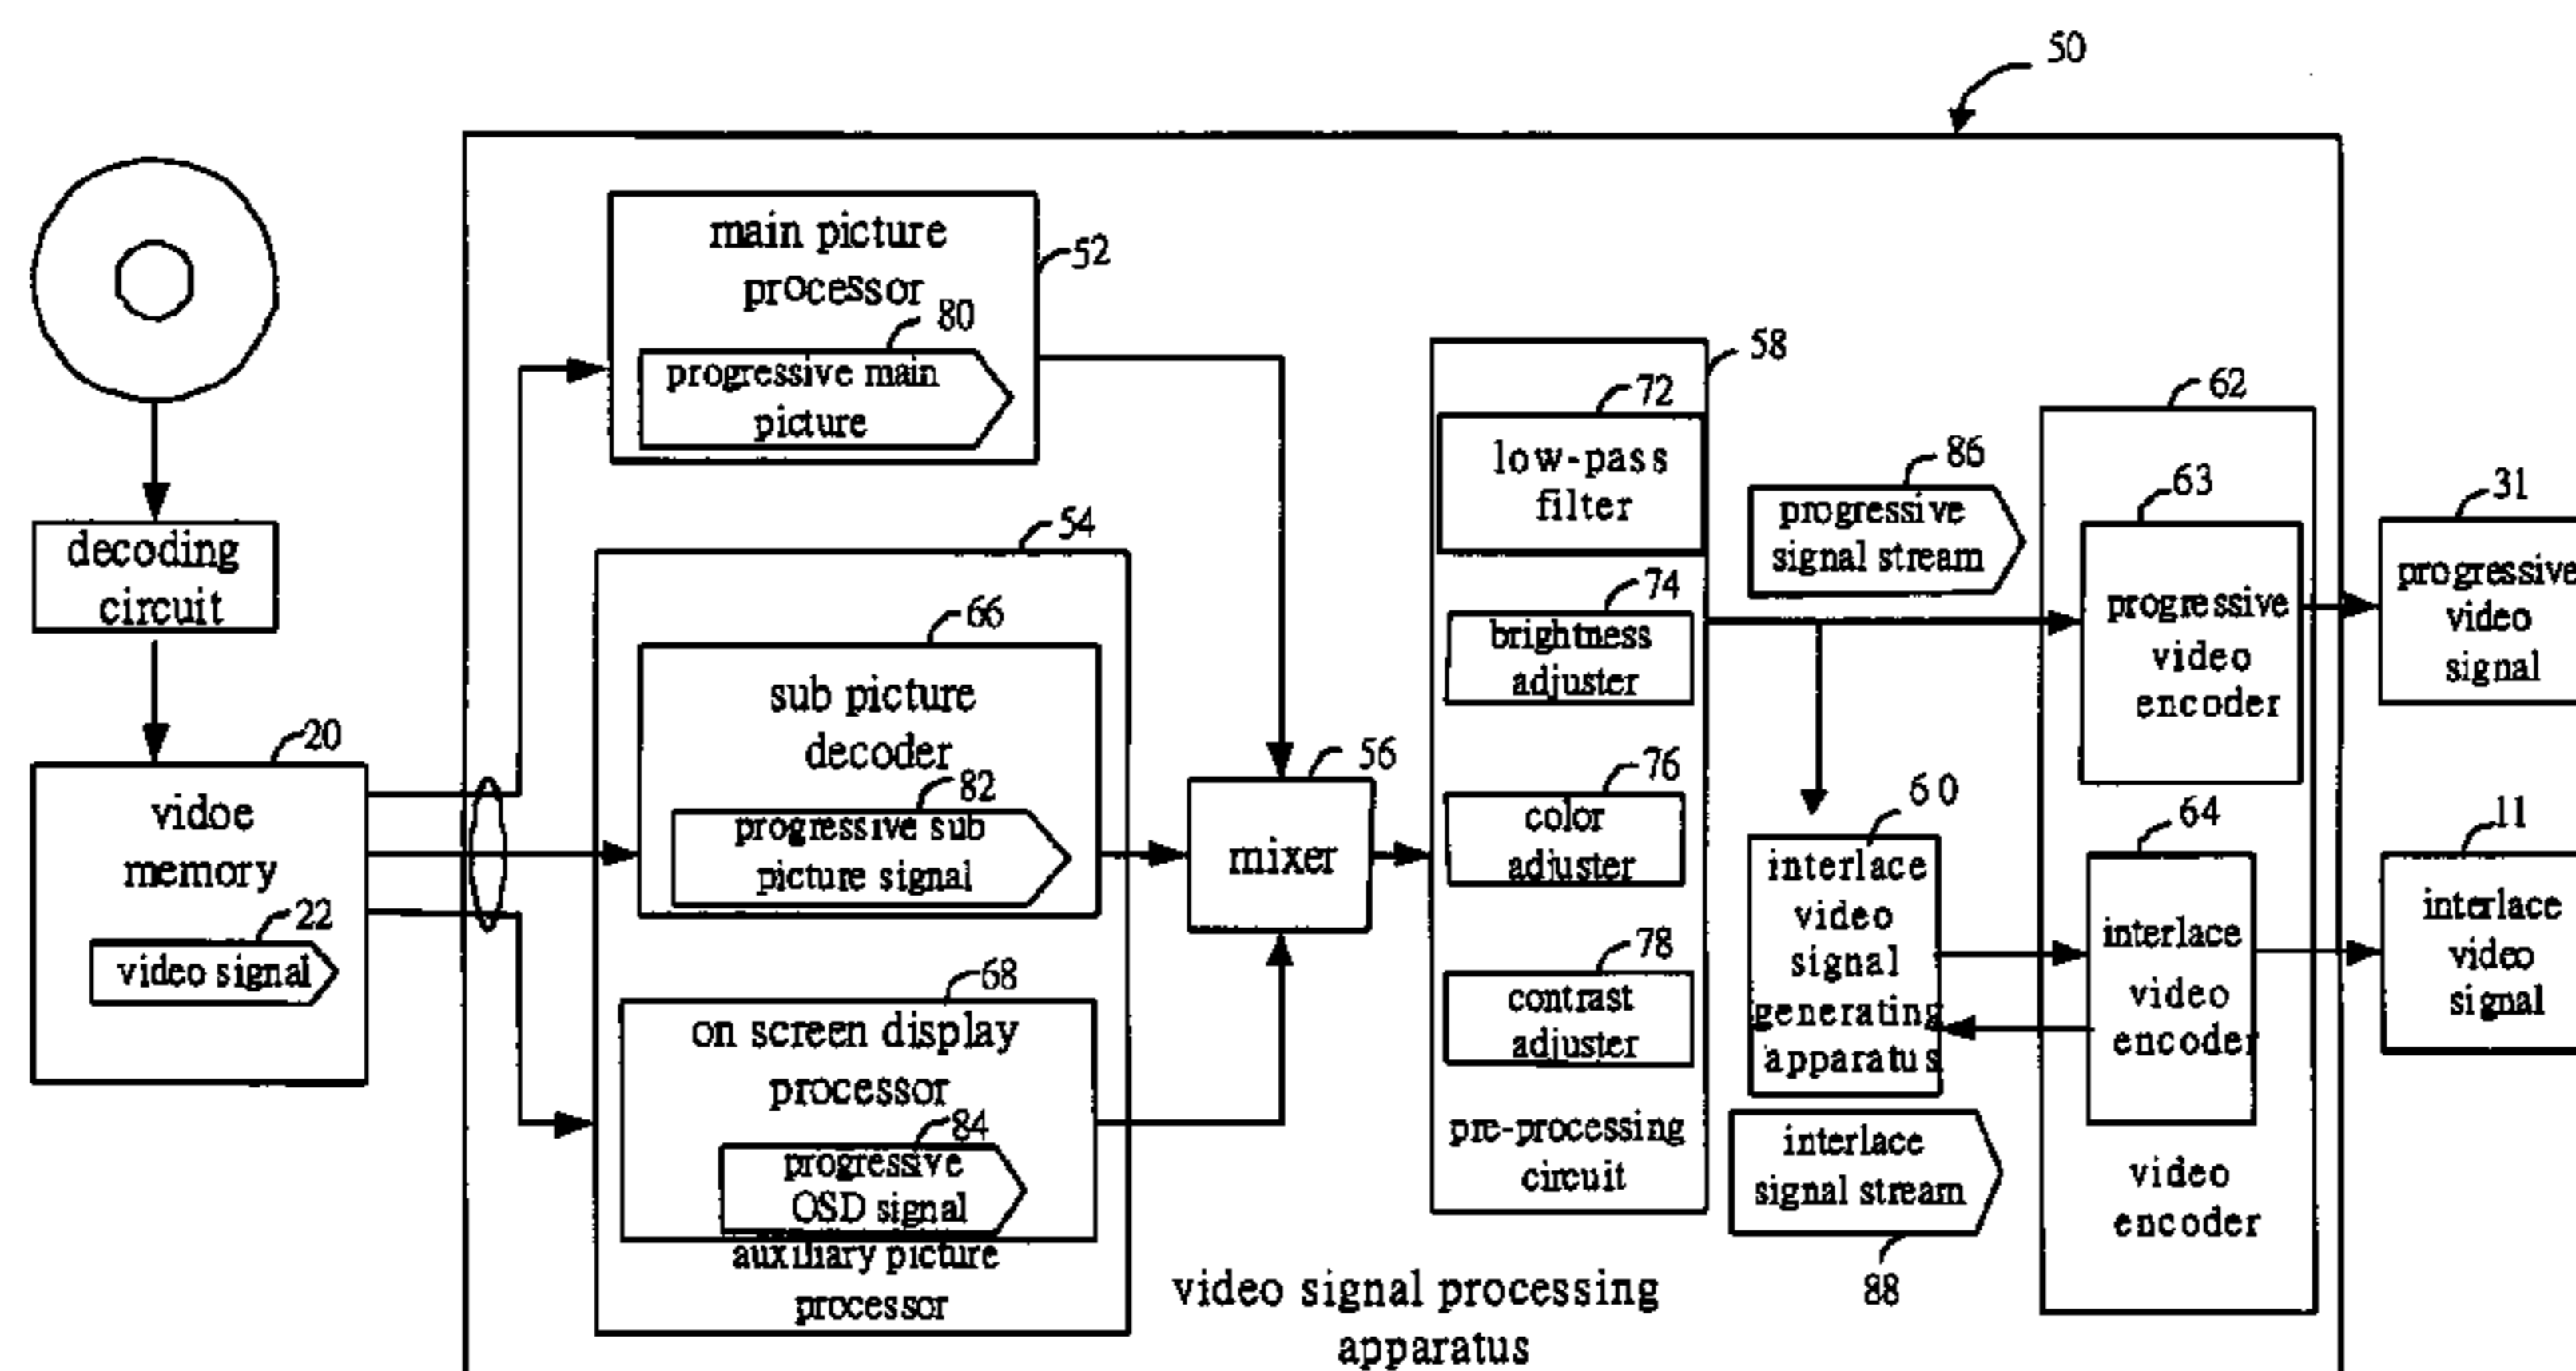 50
main picture
processor
52
80
progressive main
picture
decoding
circuit
20
vidoe
memory
22
video signal
54
66
sub picture
decoder
82
progressive sub
picture signal
68
on screen display
processor
84
progressive
OSD signal
auxiliary picture
processor
56
mixer
58
72
low-pass
filter
74
brightness
adjuster
76
color
adjuster
78
contrast
adjuster
pre-processing
circuit
86
progressive
signal stream
60
interlace
video
signal
generating
apparatus
interlace
signal stream
88
62
63
progressive
video
encoder
64
interlace
video
encoder
video
encoder
31
progressive
video
signal
11
interlace
video
signal
video signal processing
apparatus